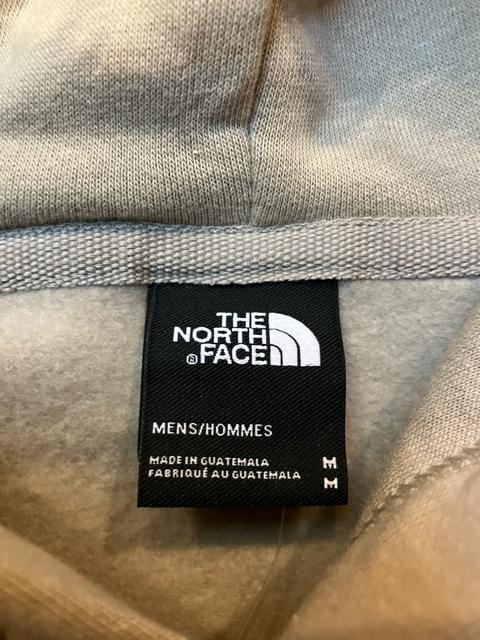 THE
NORTH
®FACE
MENS/HOMMES
MADE IN GUATEMALA M
FABRIQUÉ AU GUATEMALA M